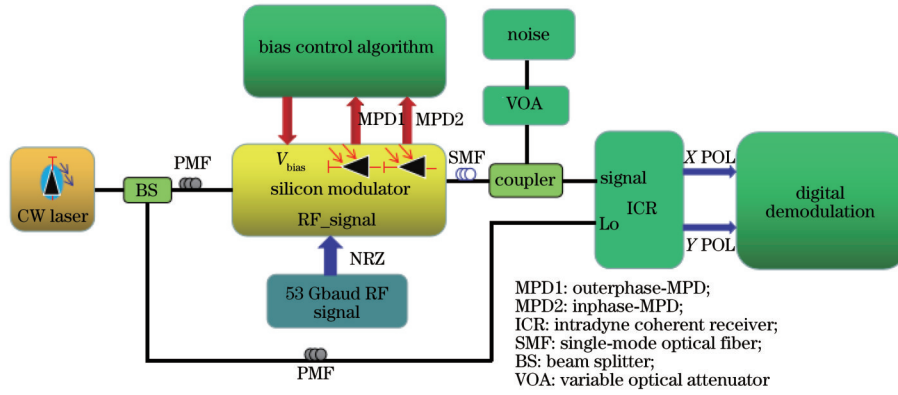 bias control algorithm
noise
VOA
MPD1
MPD2
PMF
V bias
silicon modulator
RF_signal
SMF
coupler
signal
ICR
Lo
X POL
Y POL
digital
demodulation
CW laser
BS
NRZ
53 Gbaud RF
signal
PMF
MPD1: outerphase-MPD;
MPD2: inphase-MPD;
ICR: intradyne coherent receiver;
SMF: single-mode optical fiber;
BS: beam splitter;
VOA: variable optical attenuator